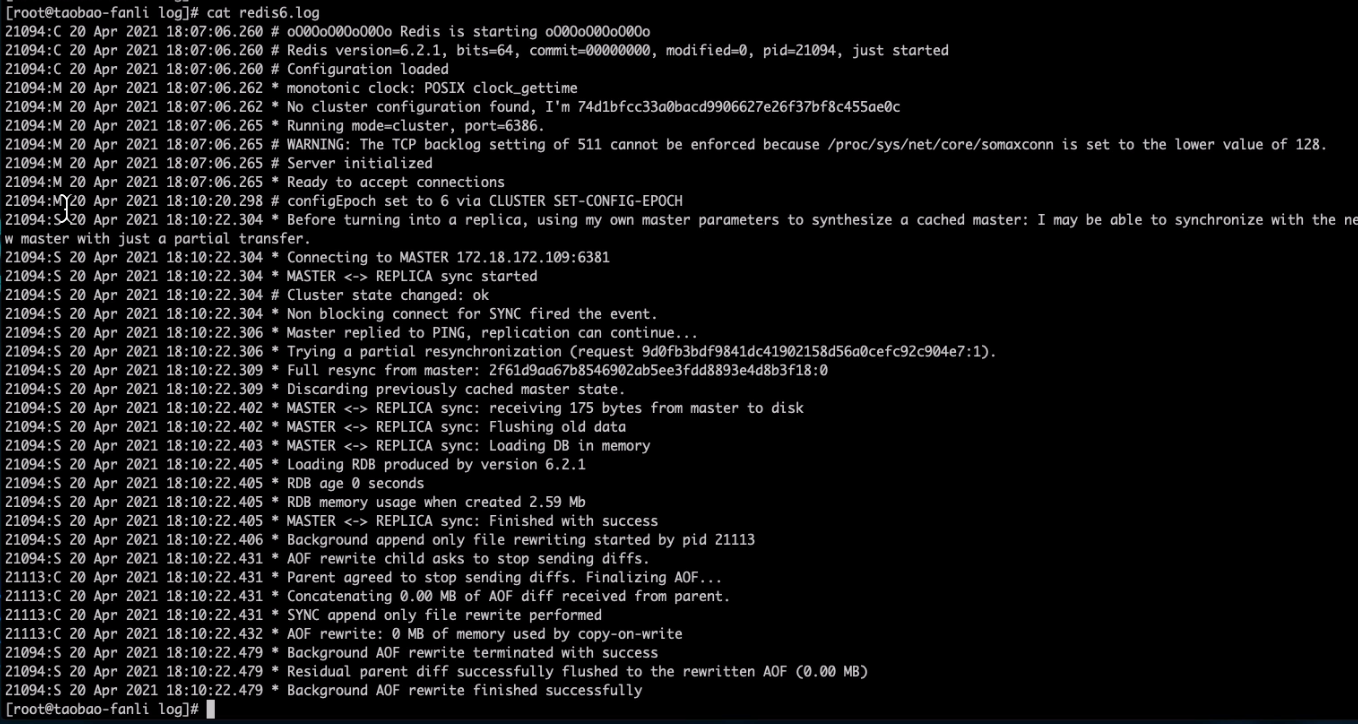 [root@taobao-fanli log]# cat redis6.log
21094:C 20 Apr 2021 18:07:06.260 # oO0OoO0OoO0Oo Redis is starting oO0OoO0OoO0Oo
21094:C 20 Apr 2021 18:07:06.260 # Redis version=6.2.1, bits=64, commit=00000000, modified=0, pid=21094, just started
21094:C 20 Apr 2021 18:07:06.260 # Configuration loaded
21094:M 20 Apr 2021 18:07:06.262 * monotonic clock: POSIX clock_gettime
21094:M 20 Apr 2021 18:07:06.262 * No cluster configuration found, I'm 74d1bfcc33a0bacd9906627e26f37bf8c455ae0c
21094:M 20 Apr 2021 18:07:06.265 * Running mode=cluster, port=6386.
21094:M 20 Apr 2021 18:07:06.265 # WARNING: The TCP backlog setting of 511 cannot be enforced because /proc/sys/net/core/somaxconn is set to the lower value of 128.
21094:M 20 Apr 2021 18:07:06.265 # Server initialized
21094:M 20 Apr 2021 18:07:06.265 * Ready to accept connections
21094:M 20 Apr 2021 18:10:20.298 # configEpoch set to 6 via CLUSTER SET-CONFIG-EPOCH
21094:S 20 Apr 2021 18:10:22.304 * Before turning into a replica, using my own master parameters to synthesize a cached master: I may be able to synchronize with the ne
w master with just a partial transfer.
21094:S 20 Apr 2021 18:10:22.304 * Connecting to MASTER 172.18.172.109:6381
21094:S 20 Apr 2021 18:10:22.304 * MASTER <-> REPLICA sync started
21094:S 20 Apr 2021 18:10:22.304 # Cluster state changed: ok
21094:S 20 Apr 2021 18:10:22.304 * Non blocking connect for SYNC fired the event.
21094:S 20 Apr 2021 18:10:22.306 * Master replied to PING, replication can continue...
21094:S 20 Apr 2021 18:10:22.306 * Trying a partial resynchronization (request 9d0fb3bdf9841dc41902158d56a0cefc92c904e7:1).
21094:S 20 Apr 2021 18:10:22.309 * Full resync from master: 2f61d9aa67b8546902ab5ee3fdd8893e4d8b3f18:0
21094:S 20 Apr 2021 18:10:22.309 * Discarding previously cached master state.
21094:S 20 Apr 2021 18:10:22.402 * MASTER <-> REPLICA sync: receiving 175 bytes from master to disk
21094:S 20 Apr 2021 18:10:22.402 * MASTER <-> REPLICA sync: Flushing old data
21094:S 20 Apr 2021 18:10:22.403 * MASTER <-> REPLICA sync: Loading DB in memory
21094:S 20 Apr 2021 18:10:22.405 * Loading RDB produced by version 6.2.1
21094:S 20 Apr 2021 18:10:22.405 * RDB age 0 seconds
21094:S 20 Apr 2021 18:10:22.405 * RDB memory usage when created 2.59 Mb
21094:S 20 Apr 2021 18:10:22.405 * MASTER <-> REPLICA sync: Finished with success
21094:S 20 Apr 2021 18:10:22.406 * Background append only file rewriting started by pid 21113
21094:S 20 Apr 2021 18:10:22.431 * AOF rewrite child asks to stop sending diffs.
21113:C 20 Apr 2021 18:10:22.431 * Parent agreed to stop sending diffs. Finalizing AOF...
21113:C 20 Apr 2021 18:10:22.431 * Concatenating 0.00 MB of AOF diff received from parent.
21113:C 20 Apr 2021 18:10:22.431 * SYNC append only file rewrite performed
21113:C 20 Apr 2021 18:10:22.432 * AOF rewrite: 0 MB of memory used by copy-on-write
21094:S 20 Apr 2021 18:10:22.479 * Background AOF rewrite terminated with success
21094:S 20 Apr 2021 18:10:22.479 * Residual parent diff successfully flushed to the rewritten AOF (0.00 MB)
21094:S 20 Apr 2021 18:10:22.479 * Background AOF rewrite finished successfully
[root@taobao-fanli log]#